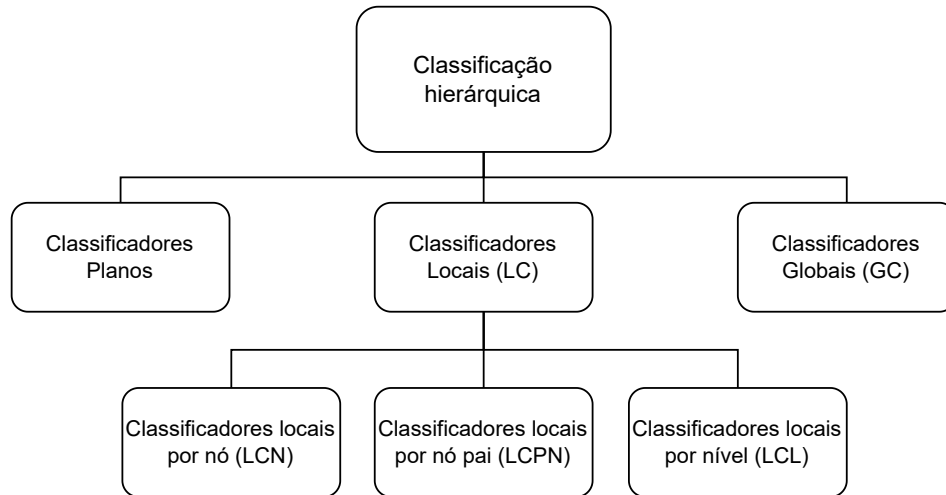 Classificação
hierárquica
Classificadores
Planos
Classificadores
Locais (LC)
Classificadores
Globais (GC)
Classificadores locais
por nó (LCN)
Classificadores locais
por nó pai (LCPN)
Classificadores locais
por nível (LCL)